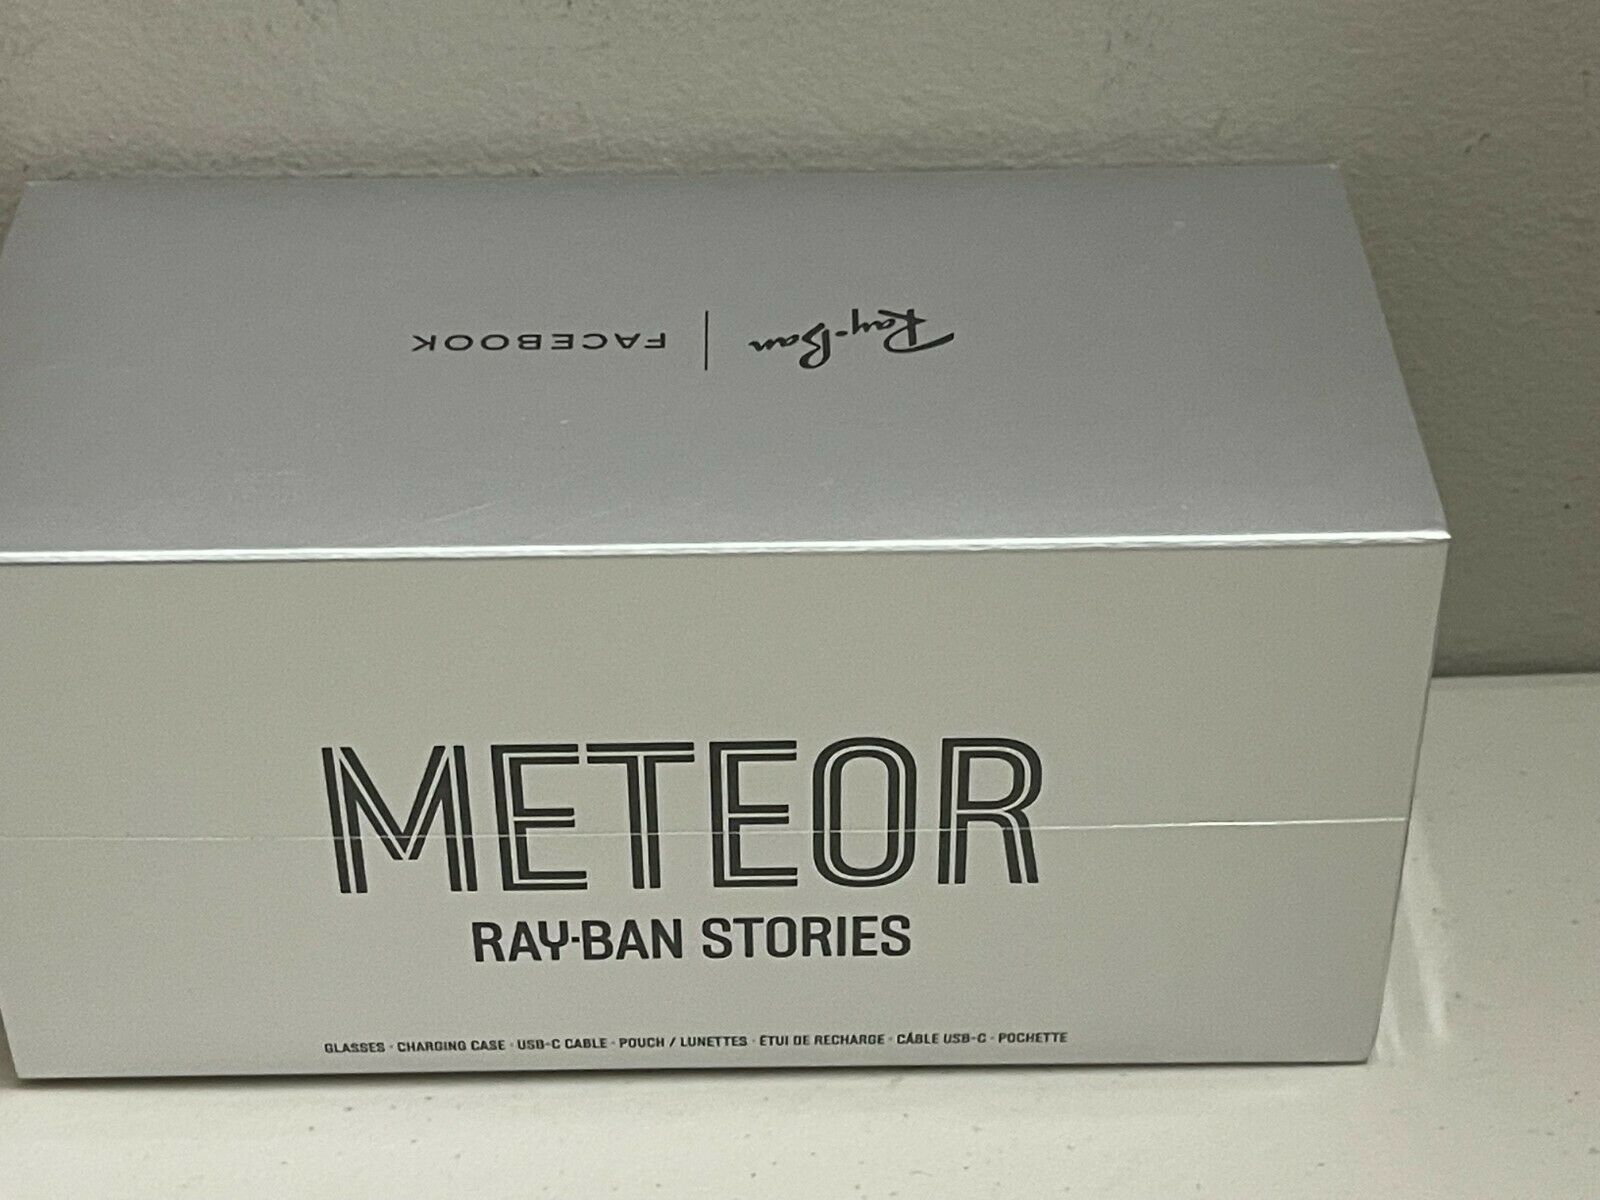 Ray-Ban | FACEBOOK
METEOR
RAY-BAN STORIES
GLASSES · CHARGING CASE · USB-C CABLE · POUCH / LUNETTES · ÉTUI DE RECHARGE · CÂBLE USB-C · POCHETTE